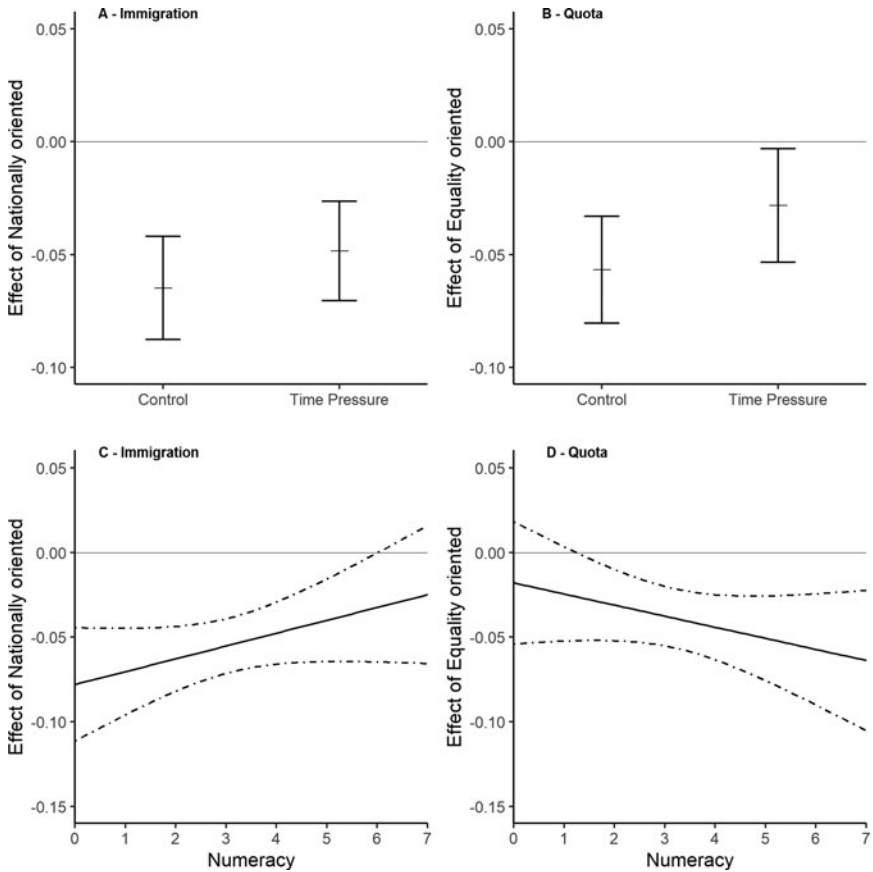 A - Immigration
Effect of Nationally oriented
0.05
0.00
-0.05
-0.10
Control
Time Pressure
B - Quota
Effect of Equality oriented
0.05
0.00
-0.05
-0.10
Control
Time Pressure
C - Immigration
Effect of Nationally oriented
0.05
0.00
-0.05
-0.10
-0.15
0 1 2 3 4 5 6 7
Numeracy
D - Quota
Effect of Equality oriented
0.05
0.00
-0.05
-0.10
-0.15
0 1 2 3 4 5 6 7
Numeracy